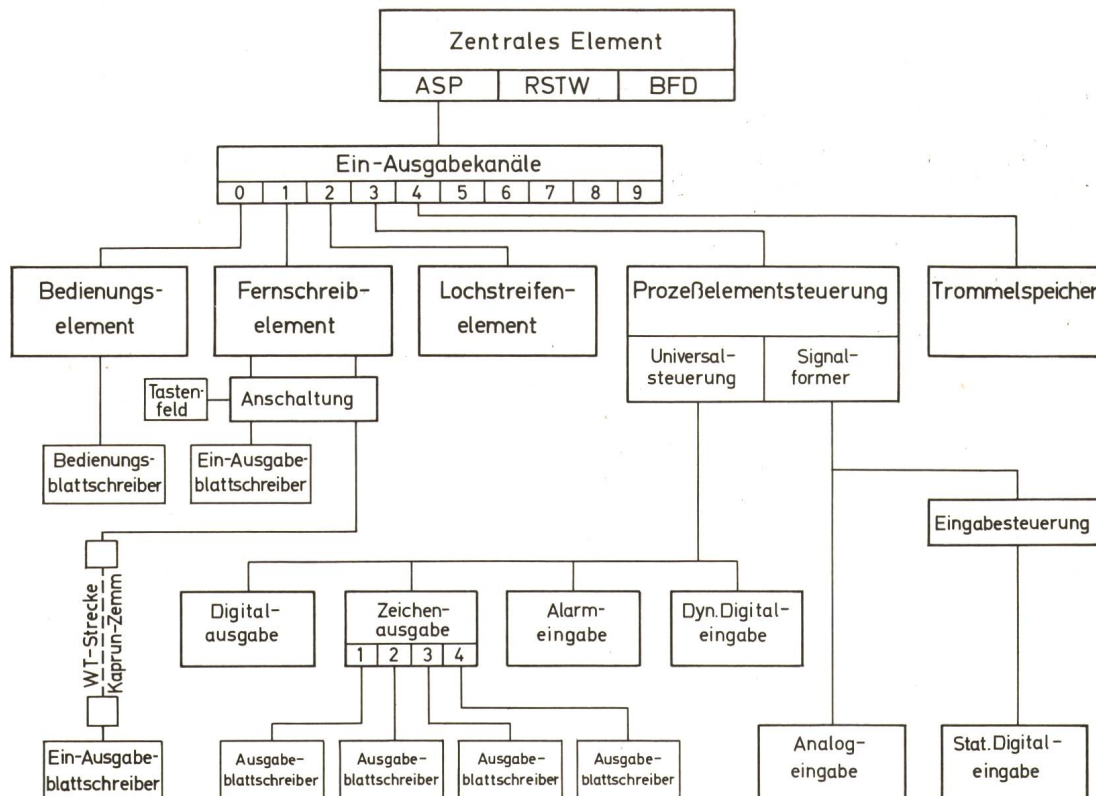 Zentrales Element
ASP RSTW BFD
Ein-Ausgabekanäle
0 1 2 3 4 5 6 7 8 9
Bedienungs-
element
Fernschreib-
element
Lochstreifen-
element
Prozeßelementsteuerung
Universal-
steuerung
Signal-
former
Trommelspeicher
Tasten-
feld
Anschaltung
Bedienungs-
blattschreiber
Ein-Ausgabe-
blattschreiber
Eingabesteuerung
WT-Strecke
Kaprun-Zemm
Digital-
ausgabe
Zeichen-
ausgabe
1 2 3 4
Alarm-
eingabe
Dyn.Digital-
eingabe
Ein-Ausgabe-
blattschreiber
Ausgabe-
blattschreiber
Ausgabe-
blattschreiber
Ausgabe-
blattschreiber
Ausgabe-
blattschreiber
Analog-
eingabe
Stat.Digital-
eingabe